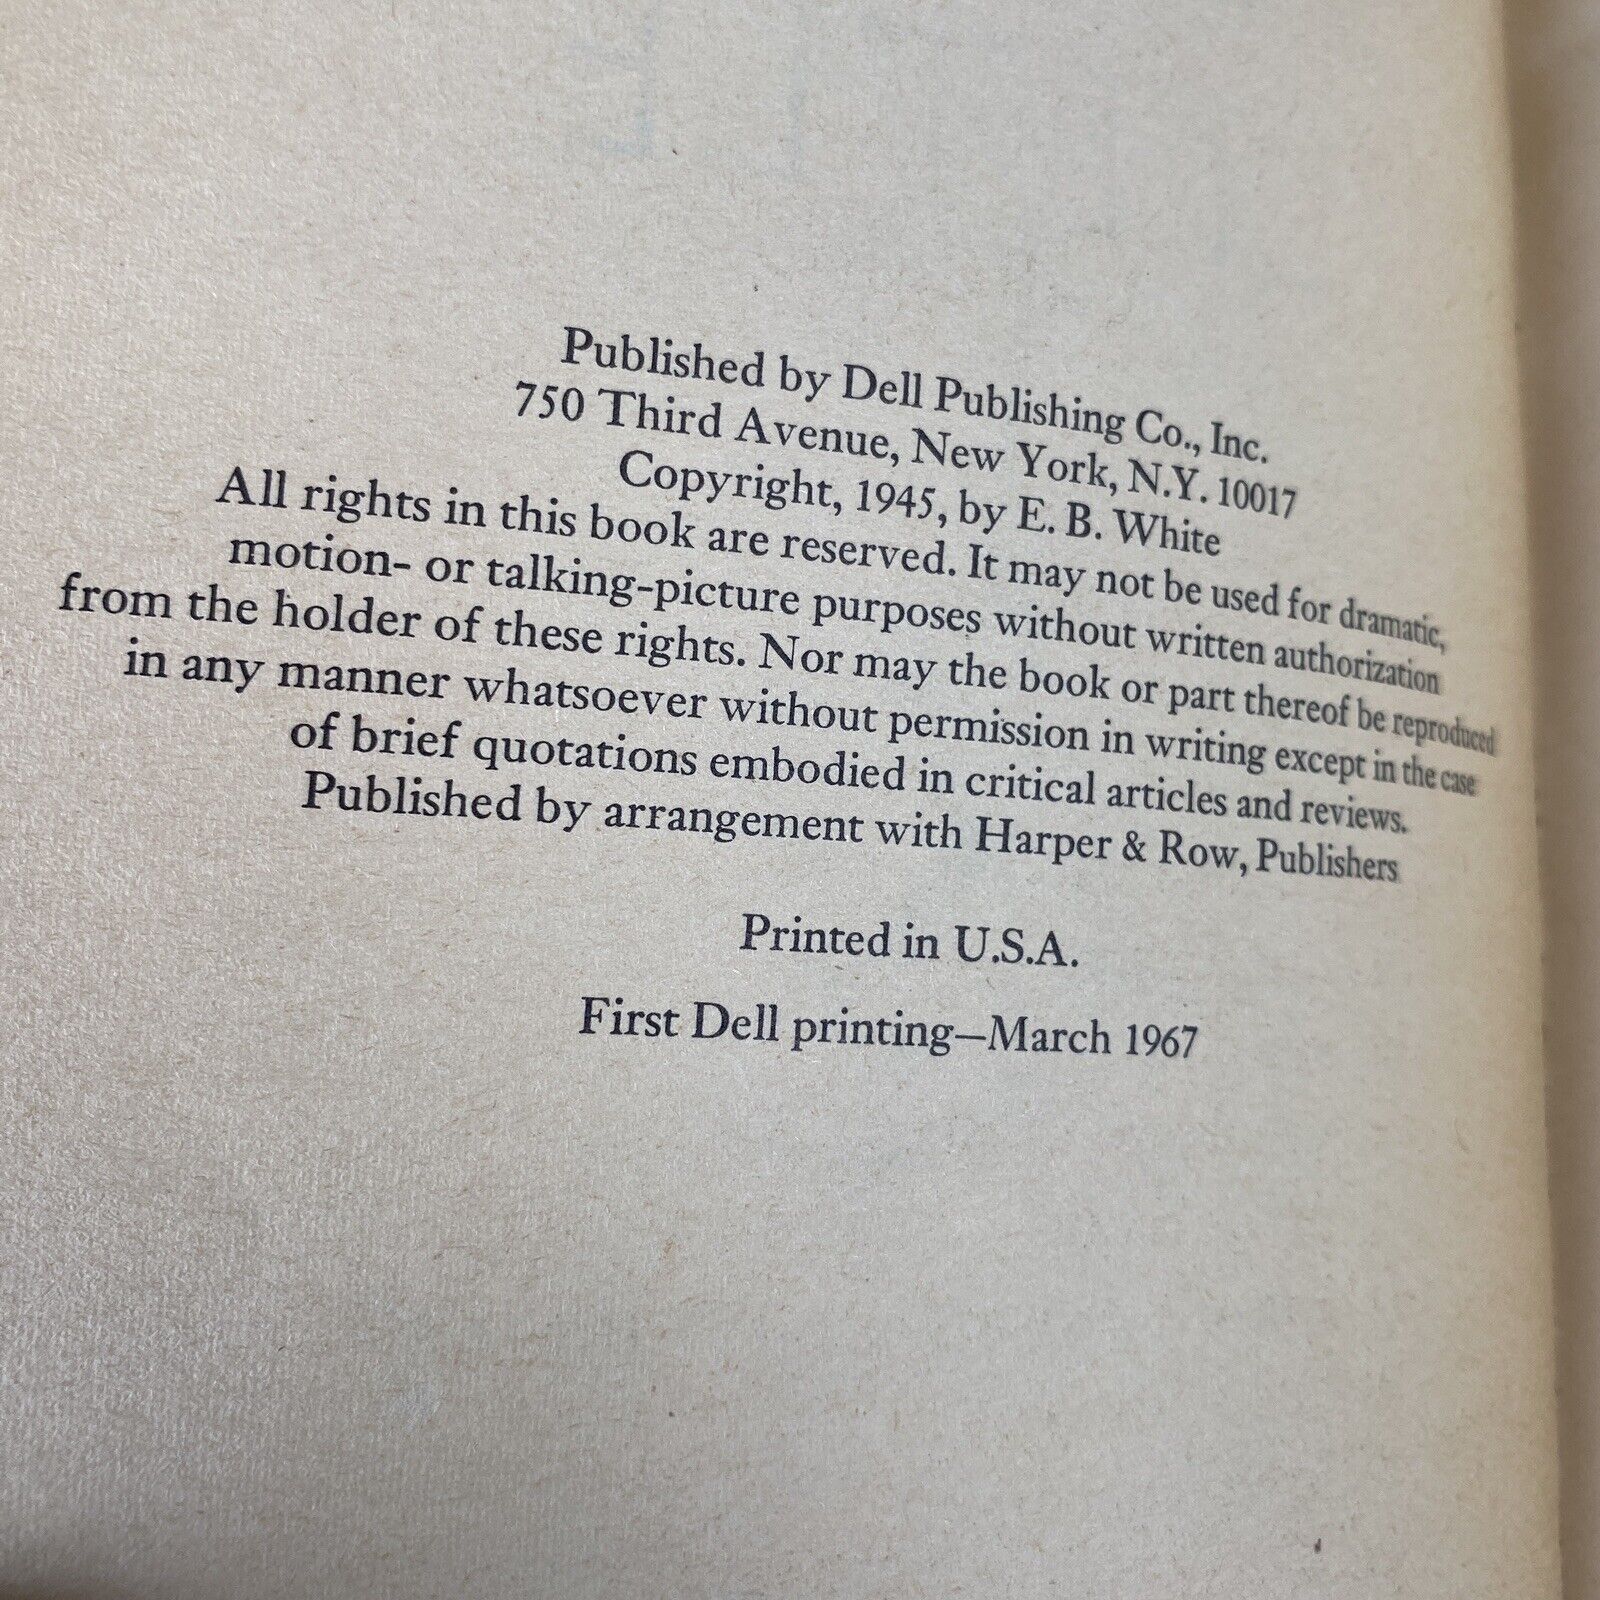 Published by Dell Publishing Co., Inc.
750 Third Avenue, New York, N.Y. 10017
Copyright, 1945, by E. B. White
All rights in this book are reserved. It may not be used for dramatic,
motion- or talking-picture purposes without written authorization
from the holder of these rights. Nor may the book or part thereof be reproduced
in any manner whatsoever without permission in writing except in the case
of brief quotations embodied in critical articles and reviews.
Published by arrangement with Harper & Row, Publishers
Printed in U.S.A.
First Dell printing—March 1967